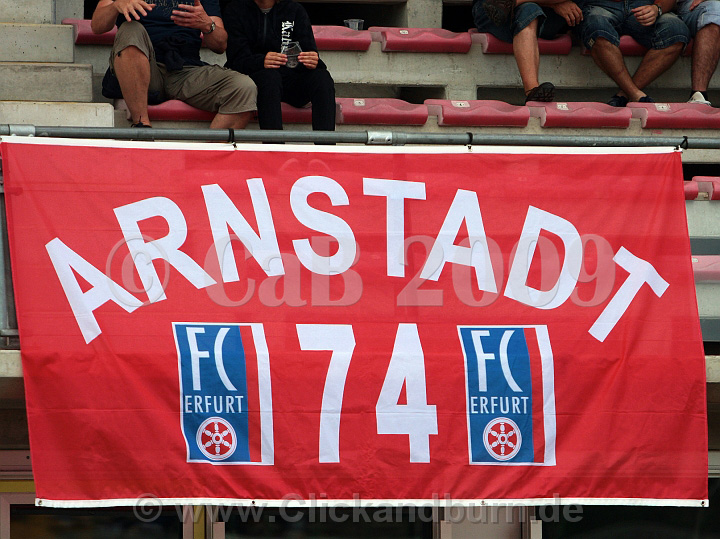 ARNSTADT
© CaB 2009
FC 74 FC
ERFURT ERFURT
© www.Clickandburn.de